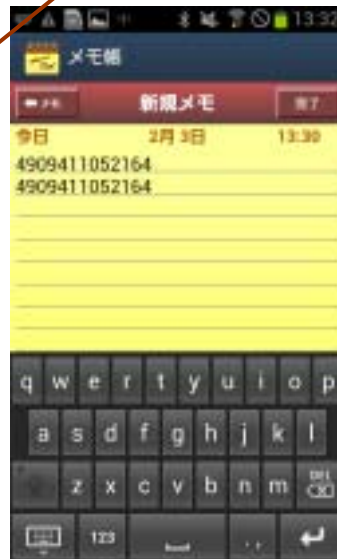 13:32
メモ帳
メモ 新規メモ 完了
今日 2月 3日 13:30
4909411052164
4909411052164
q w e r t y u i o p
a s d f g h j k l
z x c v b n m DEL
123 . ,